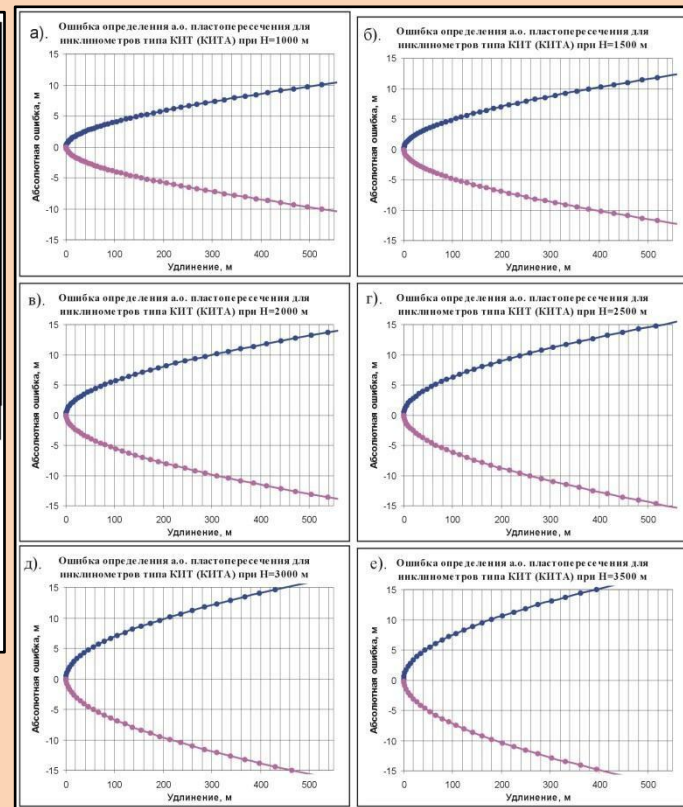 а). Ошибка определения а.о. пластопересечения для
инклинометров типа КИТ (КИТА) при H=1000 м
Абсолютная ошибка, м
15
10
5
0
-5
-10
-15
0 100 200 300 400 500
Удлинение, м
б). Ошибка определения а.о. пластопересечения для
инклинометров типа КИТ (КИТА) при H=1500 м
Абсолютная ошибка, м
15
10
5
0
-5
-10
-15
0 100 200 300 400 500
Удлинение, м
в). Ошибка определения а.о. пластопересечения для
инклинометров типа КИТ (КИТА) при H=2000 м
Абсолютная ошибка, м
15
10
5
0
-5
-10
-15
0 100 200 300 400 500
Удлинение, м
г). Ошибка определения а.о. пластопересечения для
инклинометров типа КИТ (КИТА) при H=2500 м
Абсолютная ошибка, м
15
10
5
0
-5
-10
-15
0 100 200 300 400 500
Удлинение, м
д). Ошибка определения а.о. пластопересечения для
инклинометров типа КИТ (КИТА) при H=3000 м
Абсолютная ошибка, м
15
10
5
0
-5
-10
-15
0 100 200 300 400 500
Удлинение, м
е). Ошибка определения а.о. пластопересечения для
инклинометров типа КИТ (КИТА) при H=3500 м
Абсолютная ошибка, м
15
10
5
0
-5
-10
-15
0 100 200 300 400 500
Удлинение, м